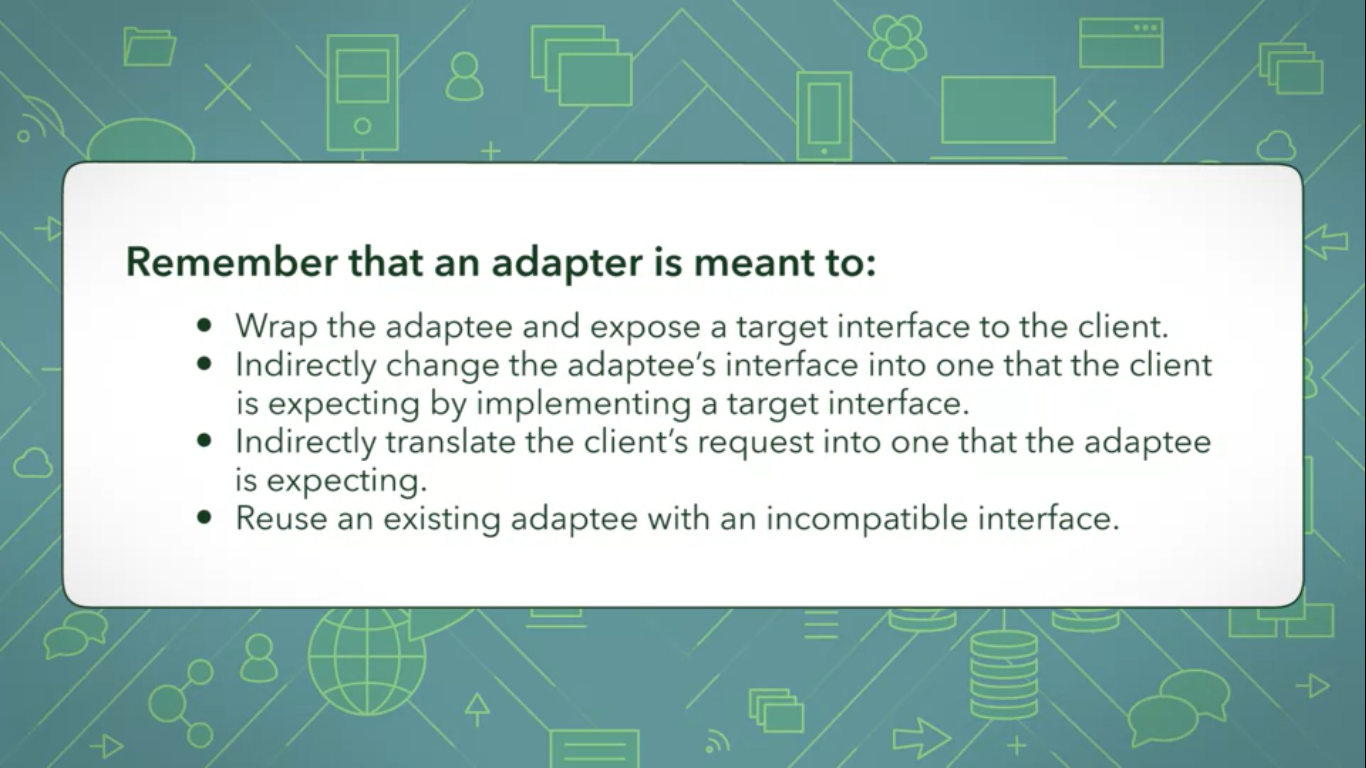 Remember that an adapter is meant to:
● Wrap the adaptee and expose a target interface to the client.
● Indirectly change the adaptee’s interface into one that the client
is expecting by implementing a target interface.
● Indirectly translate the client’s request into one that the adaptee
is expecting.
● Reuse an existing adaptee with an incompatible interface.